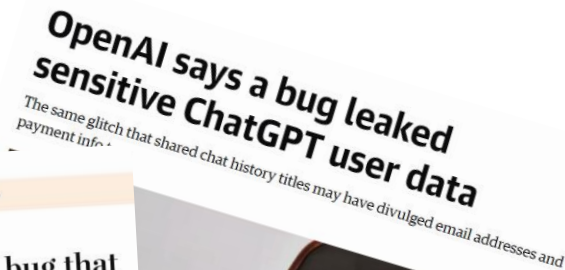 OpenAI says a bug leaked
sensitive ChatGPT user data
The same glitch that shared chat history titles may have divulged email addresses and
payment info
bug that